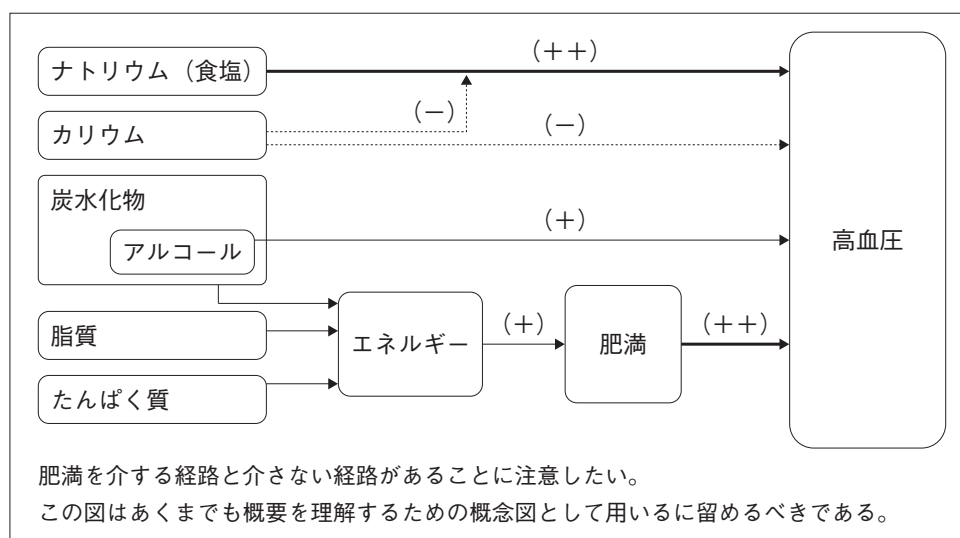 ナトリウム（食塩）
（＋＋）
カリウム
（－）
（－）
炭水化物
アルコール
（＋）
高血圧
脂質
たんぱく質
エネルギー
（＋）
肥満
（＋＋）
肥満を介する経路と介さない経路があることに注意したい。
この図はあくまでも概要を理解するための概念図として用いるに留めるべきである。